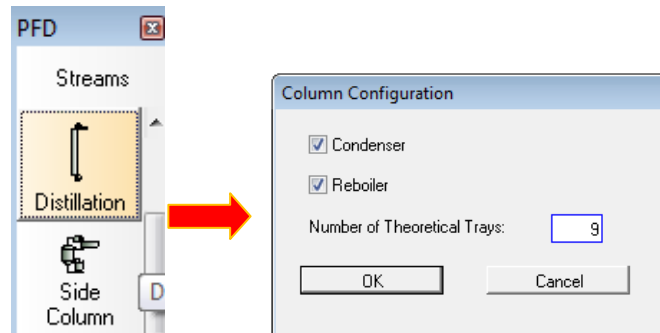 PFD
Streams
Distillation
Side
Column
D
Column Configuration
Condenser
Reboiler
Number of Theoretical Trays: 9
OK Cancel